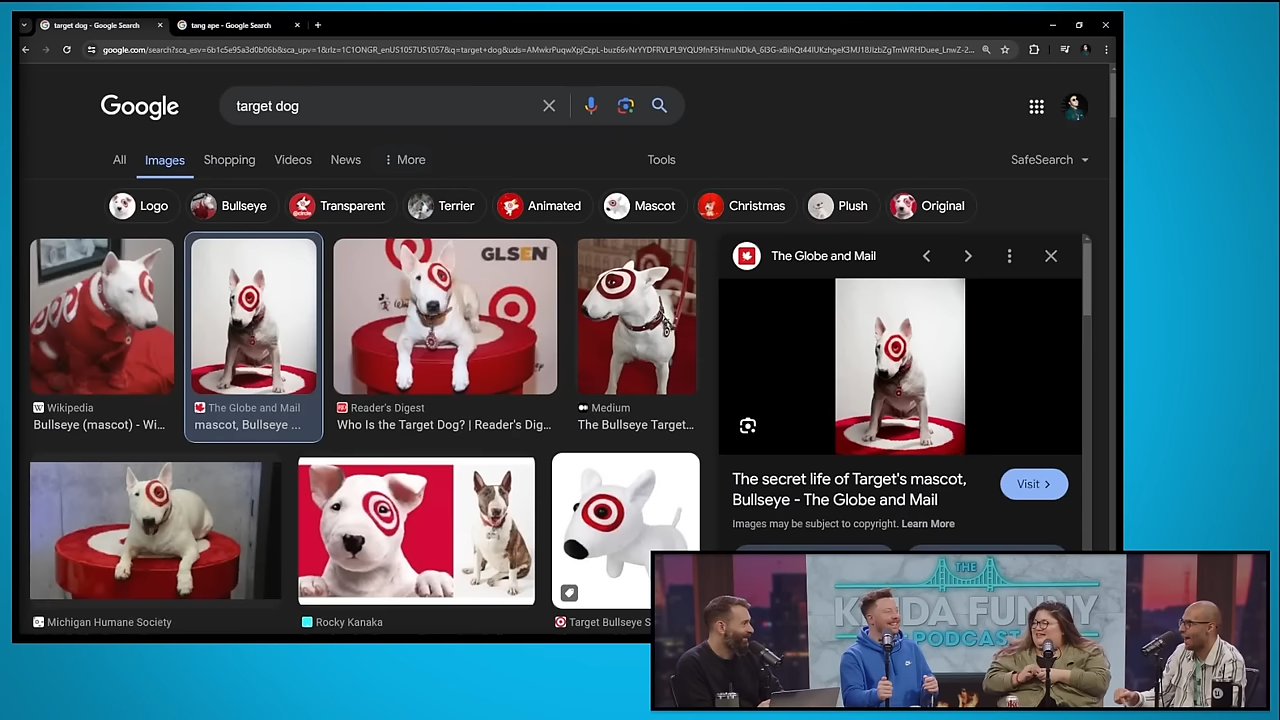 target dog - Google Search
tang ape - Google Search
Google
target dog
All
Images
Shopping
Videos
News
More
Tools
SafeSearch
Logo
Bullseye
Transparent
Terrier
Animated
Mascot
Christmas
Plush
Original
GLSEN
The Globe and Mail
Wikipedia
Bullseye (mascot) - Wi...
The Globe and Mail
mascot, Bullseye ...
Reader's Digest
Who Is the Target Dog? | Reader's Dig...
Medium
The Bullseye Target...
The secret life of Target's mascot,
Bullseye - The Globe and Mail
Visit
Images may be subject to copyright. Learn More
Michigan Humane Society
Rocky Kanaka
Target Bullseye S
THE
KINDA FUNNY
PODCAST